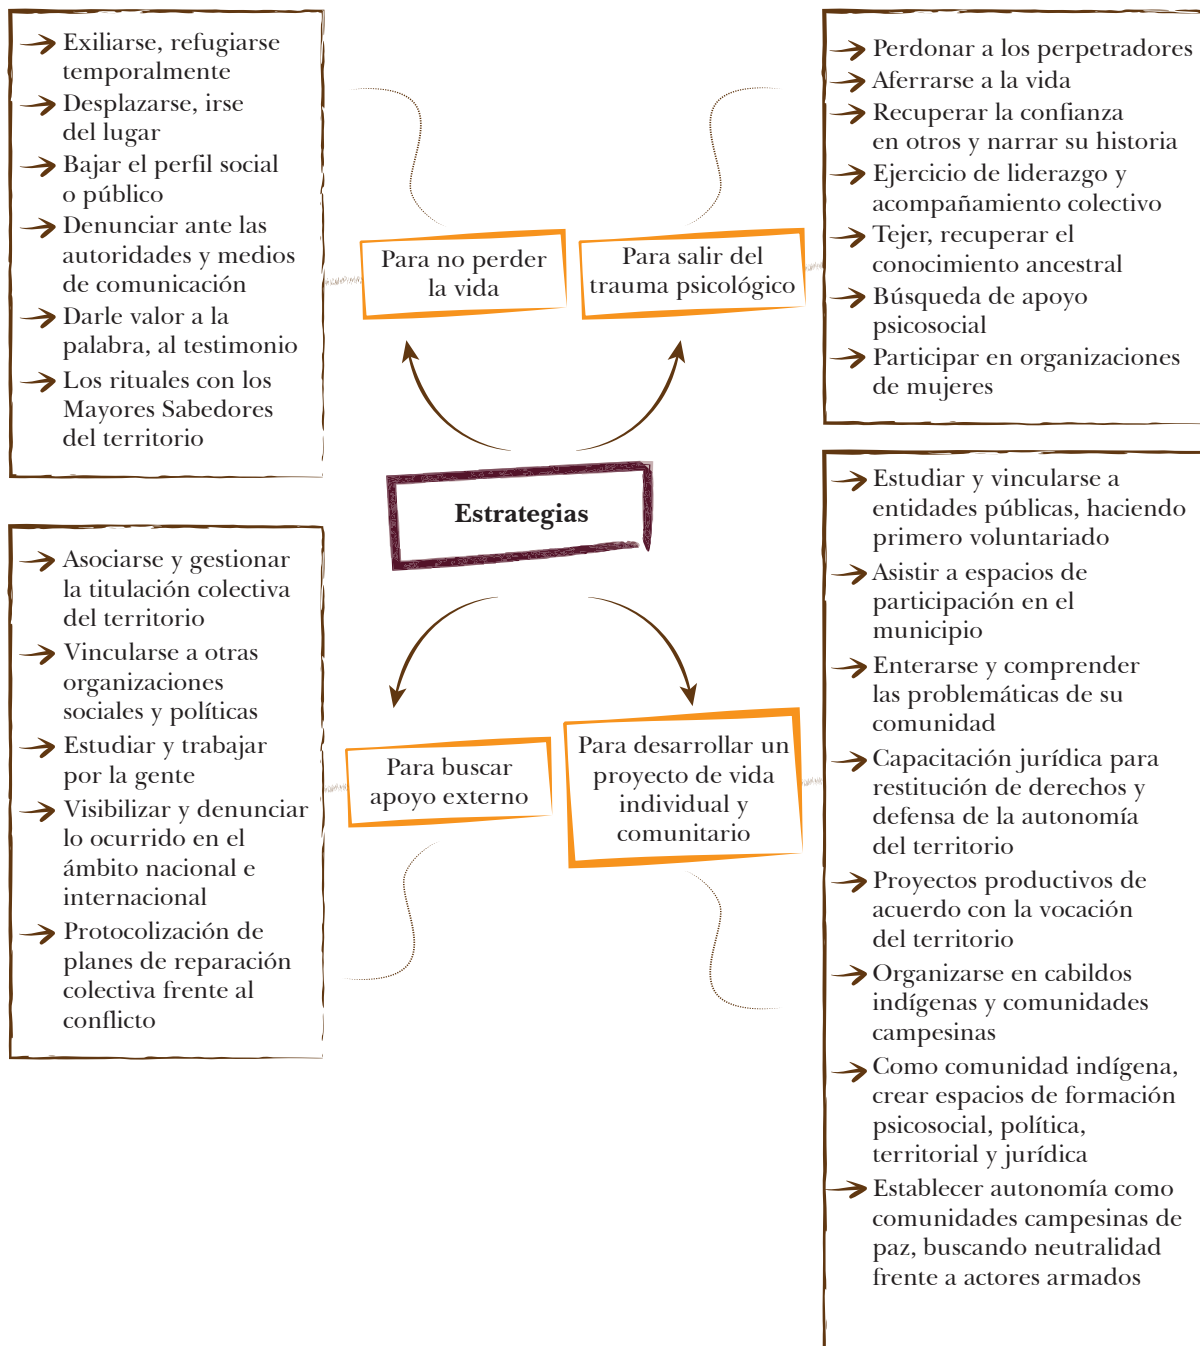 Exiliarse, refugiarse
temporalmente
Desplazarse, irse
del lugar
Bajar el perfil social
o público
Denunciar ante las
autoridades y medios
de comunicación
Darle valor a la
palabra, al testimonio
Los rituales con los
Mayores Sabedores
del territorio
Para no perder
la vida
Para salir del
trauma psicológico
Perdonar a los perpetradores
Aferrarse a la vida
Recuperar la confianza
en otros y narrar su historia
Ejercicio de liderazgo y
acompañamiento colectivo
Tejer, recuperar el
conocimiento ancestral
Búsqueda de apoyo
psicosocial
Participar en organizaciones
de mujeres
Estrategias
Asociarse y gestionar
la titulación colectiva
del territorio
Vincularse a otras
organizaciones
sociales y políticas
Estudiar y trabajar
por la gente
Visibilizar y denunciar
lo ocurrido en el
ámbito nacional e
internacional
Protocolización de
planes de reparación
colectiva frente al
conflicto
Para buscar
apoyo externo
Para desarrollar un
proyecto de vida
individual y
comunitario
Estudiar y vincularse a
entidades públicas, haciendo
primero voluntariado
Asistir a espacios de
participación en el
municipio
Enterarse y comprender
las problemáticas de su
comunidad
Capacitación jurídica para
restitución de derechos y
defensa de la autonomía
del territorio
Proyectos productivos de
acuerdo con la vocación
del territorio
Organizarse en cabildos
indígenas y comunidades
campesinas
Como comunidad indígena,
crear espacios de formación
psicosocial, política,
territorial y jurídica
Establecer autonomía como
comunidades campesinas de
paz, buscando neutralidad
frente a actores armados